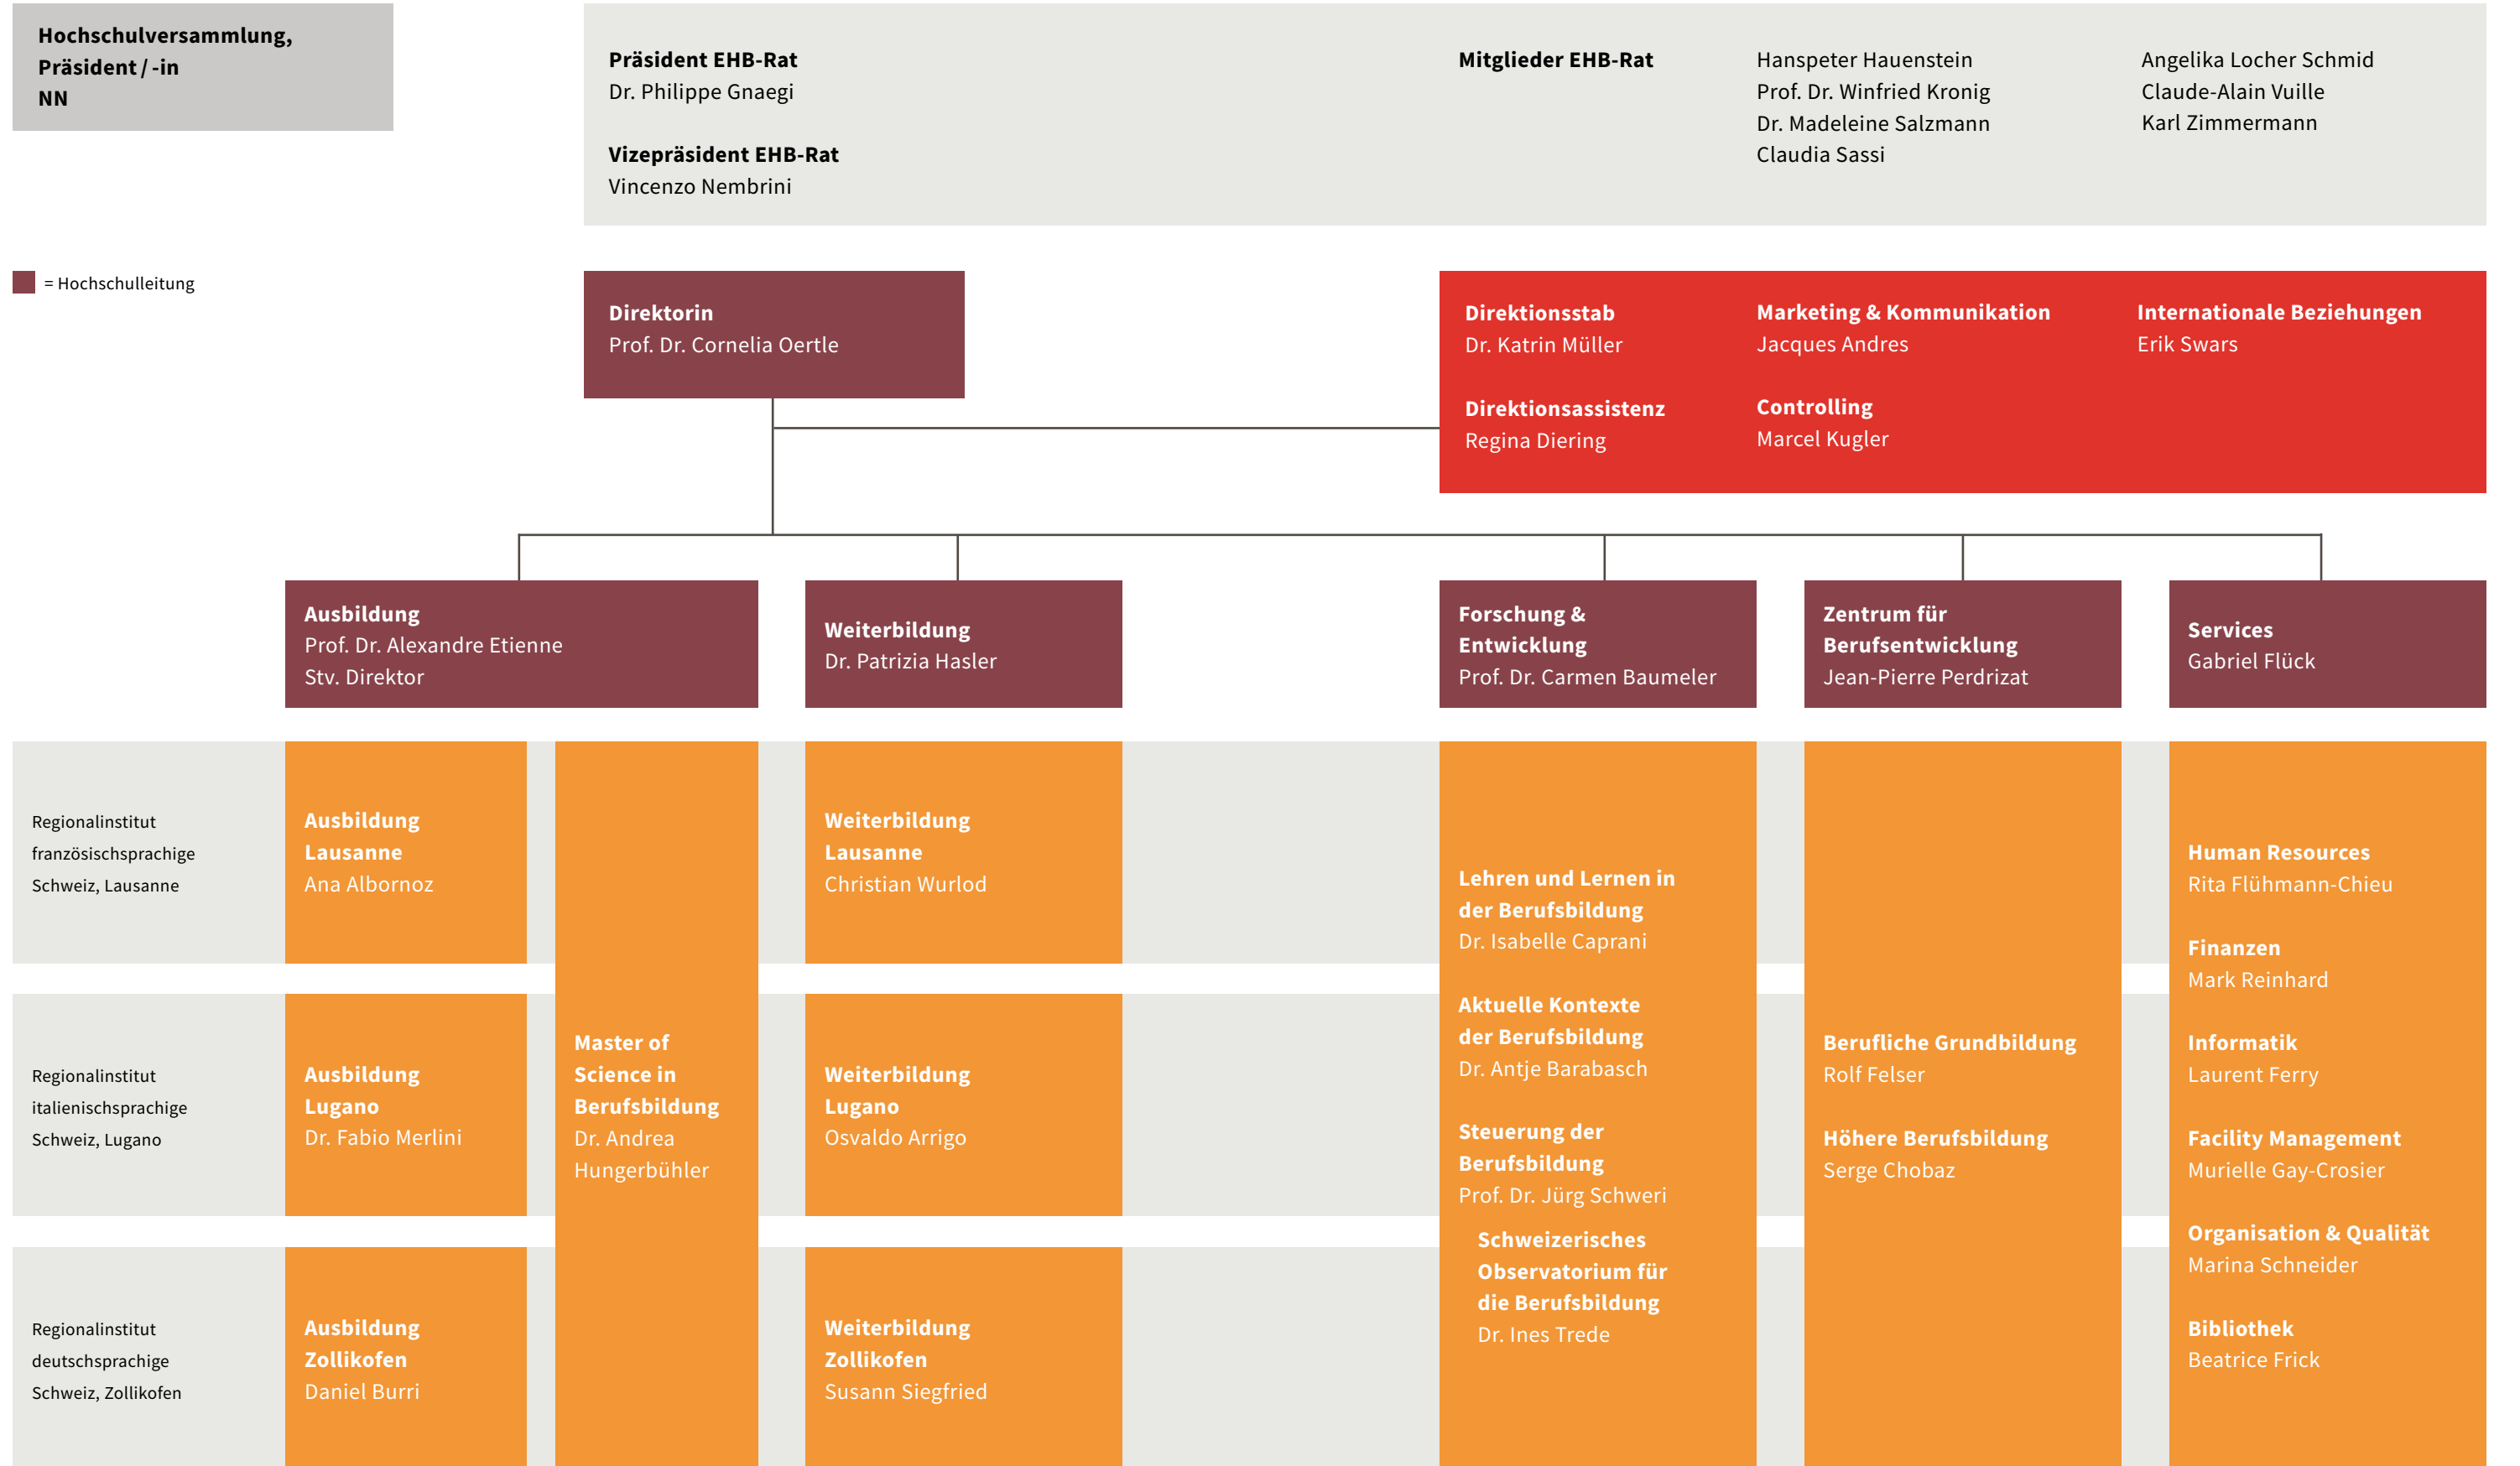 Hochschulversammlung,
Präsident / -in
NN
Präsident EHB-Rat
Dr. Philippe Gnaegi
Vizepräsident EHB-Rat
Vincenzo Nembrini
Mitglieder EHB-Rat
Hanspeter Hauenstein
Prof. Dr. Winfried Kronig
Dr. Madeleine Salzmann
Claudia Sassi
Angelika Locher Schmid
Claude-Alain Vuille
Karl Zimmermann
= Hochschulleitung
Direktorin
Prof. Dr. Cornelia Oertle
Direktionsstab
Dr. Katrin Müller
Direktionsassistenz
Regina Diering
Marketing & Kommunikation
Jacques Andres
Controlling
Marcel Kugler
Internationale Beziehungen
Erik Swars
Ausbildung
Prof. Dr. Alexandre Etienne
Stv. Direktor
Weiterbildung
Dr. Patrizia Hasler
Forschung &
Entwicklung
Prof. Dr. Carmen Baumeler
Zentrum für
Berufsentwicklung
Jean-Pierre Perdrizat
Services
Gabriel Flück
Regionalinstitut
französischsprachige
Schweiz, Lausanne
Ausbildung
Lausanne
Ana Albornoz
Weiterbildung
Lausanne
Christian Wurlod
Regionalinstitut
italienischsprachige
Schweiz, Lugano
Ausbildung
Lugano
Dr. Fabio Merlini
Master of
Science in
Berufsbildung
Dr. Andrea
Hungerbühler
Weiterbildung
Lugano
Osvaldo Arrigo
Regionalinstitut
deutschsprachige
Schweiz, Zollikofen
Ausbildung
Zollikofen
Daniel Burri
Weiterbildung
Zollikofen
Susann Siegfried
Lehren und Lernen in
der Berufsbildung
Dr. Isabelle Caprani
Aktuelle Kontexte
der Berufsbildung
Dr. Antje Barabasch
Steuerung der
Berufsbildung
Prof. Dr. Jürg Schweri
Schweizerisches
Observatorium für
die Berufsbildung
Dr. Ines Trede
Berufliche Grundbildung
Rolf Felser
Höhere Berufsbildung
Serge Chobaz
Human Resources
Rita Flühmann-Chieu
Finanzen
Mark Reinhard
Informatik
Laurent Ferry
Facility Management
Murielle Gay-Crosier
Organisation & Qualität
Marina Schneider
Bibliothek
Beatrice Frick